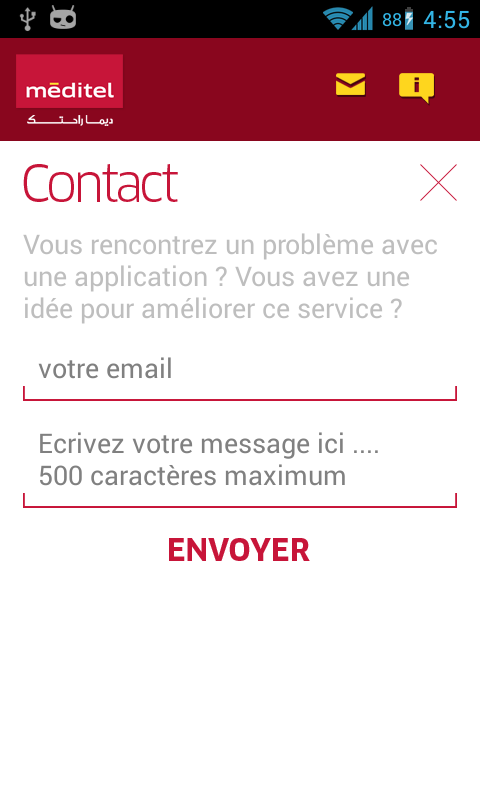 88 4:55
méditel
ديما راحتك
Contact
Vous rencontrez un problème avec
une application ? Vous avez une
idée pour améliorer ce service ?
votre email
Ecrivez votre message ici ....
500 caractères maximum
ENVOYER